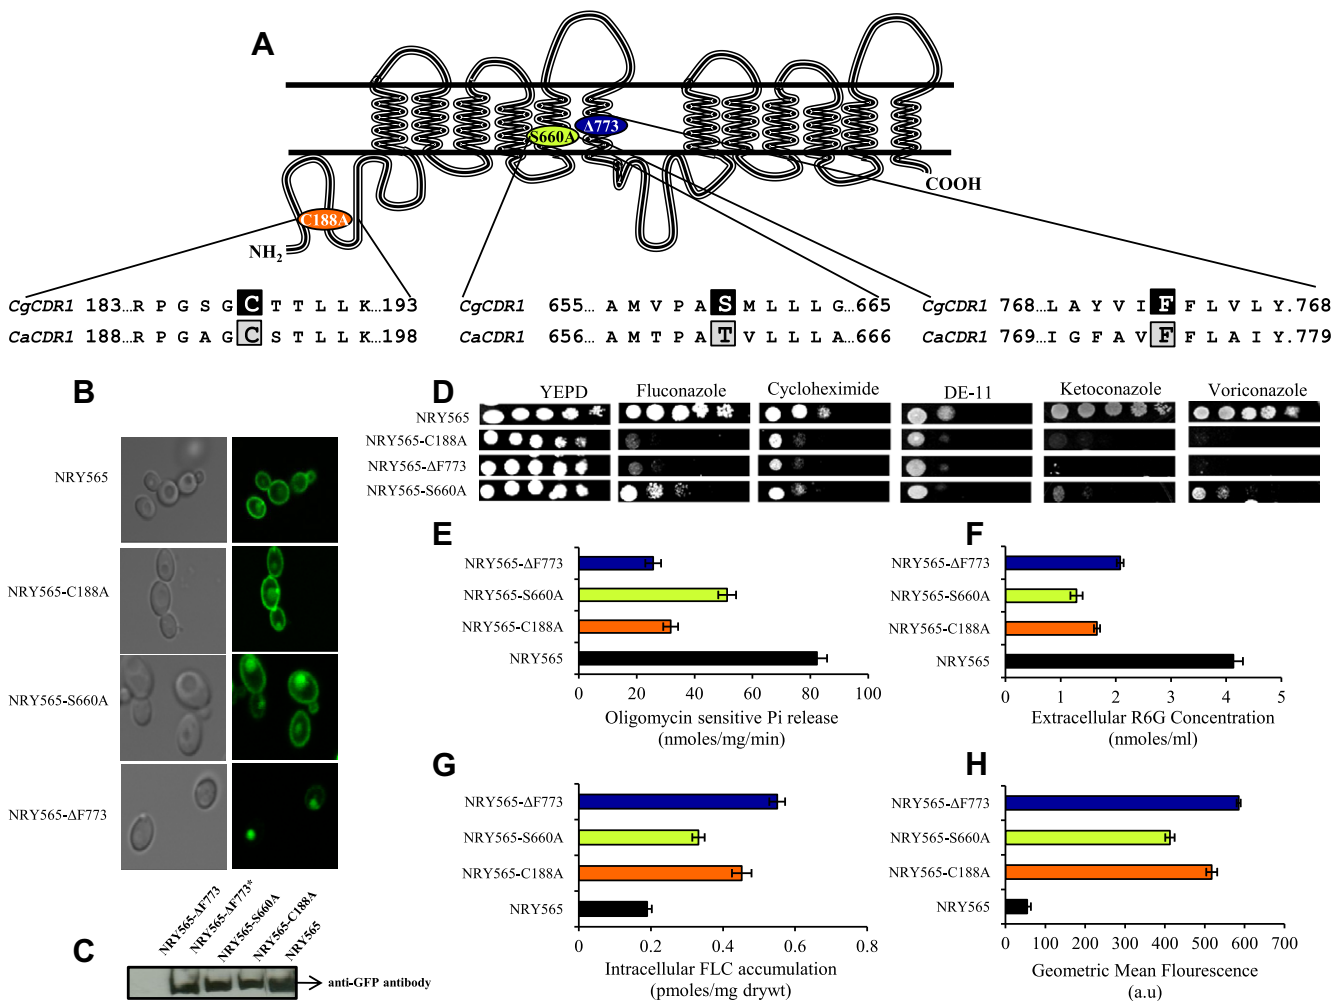 A
S660A
Δ773
C188A
NH2
COOH
CgCDR1 183...R P G S G C T T L L K...193
CaCDR1 188...R P G A G C S T L L K...198
CgCDR1 655... A M V P A S M L L L G...665
CaCDR1 656... A M T P A T V L L L A...666
CgCDR1 768...L A Y V I F F L V L Y.768
CaCDR1 769...I G F A V F F L A I Y.779
B
NRY565
NRY565-C188A
NRY565-S660A
NRY565-ΔF773
C
NRY565-ΔF773
NRY565-ΔF773*
NRY565-S660A
NRY565-C188A
NRY565
anti-GFP antibody
D
YEPD Fluconazole Cycloheximide DE-11 Ketoconazole Voriconazole
NRY565
NRY565-C188A
NRY565-ΔF773
NRY565-S660A
E
NRY565-ΔF773
NRY565-S660A
NRY565-C188A
NRY565
0 20 40 60 80 100
Oligomycin sensitive Pi release
(nmoles/mg/min)
F
NRY565-ΔF773
NRY565-S660A
NRY565-C188A
NRY565
0 1 2 3 4 5
Extracellular R6G Concentration
(nmoles/ml)
G
NRY565-ΔF773
NRY565-S660A
NRY565-C188A
NRY565
0 0.2 0.4 0.6 0.8
Intracellular FLC accumulation
(pmoles/mg drywt)
H
NRY565-ΔF773
NRY565-S660A
NRY565-C188A
NRY565
0 100 200 300 400 500 600 700
Geometric Mean Flourescence
(a.u)